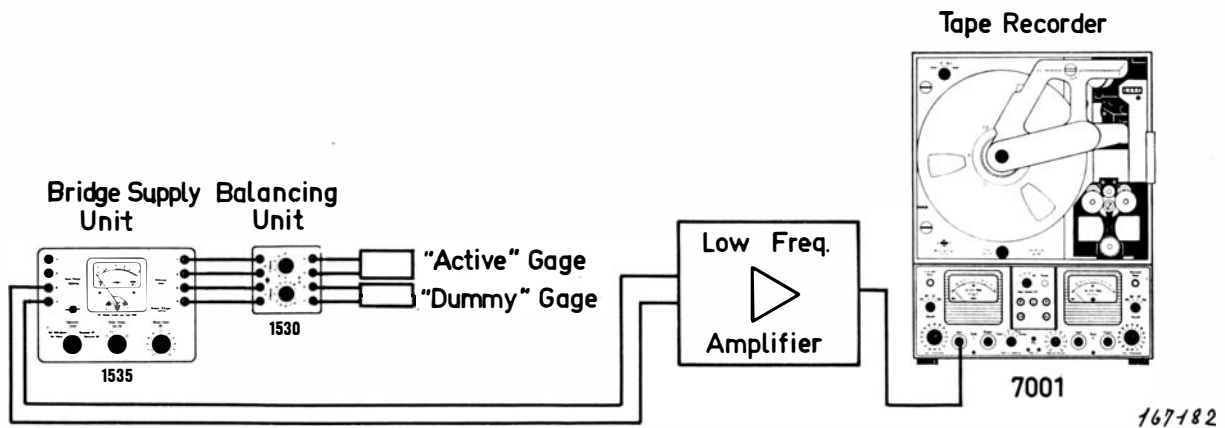 Tape Recorder
Bridge Supply
Unit
Balancing
Unit
"Active" Gage
"Dummy" Gage
1530
1535
Low Freq.
Amplifier
7001
167182